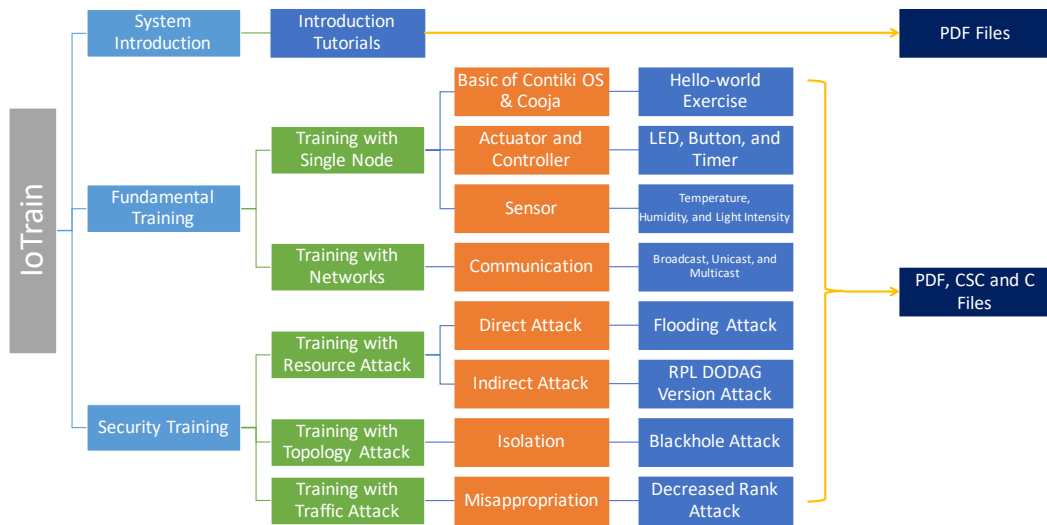 IoTrain
System
Introduction
Introduction
Tutorials
PDF Files
Fundamental
Training
Training with
Single Node
Basic of Contiki OS
& Cooja
Hello-world
Exercise
Actuator and
Controller
LED, Button, and
Timer
Sensor
Temperature,
Humidity, and Light Intensity
Training with
Networks
Communication
Broadcast, Unicast, and
Multicast
PDF, CSC and C
Files
Security Training
Training with
Resource Attack
Direct Attack
Flooding Attack
Indirect Attack
RPL DODAG
Version Attack
Training with
Topology Attack
Isolation
Blackhole Attack
Training with
Traffic Attack
Misappropriation
Decreased Rank
Attack